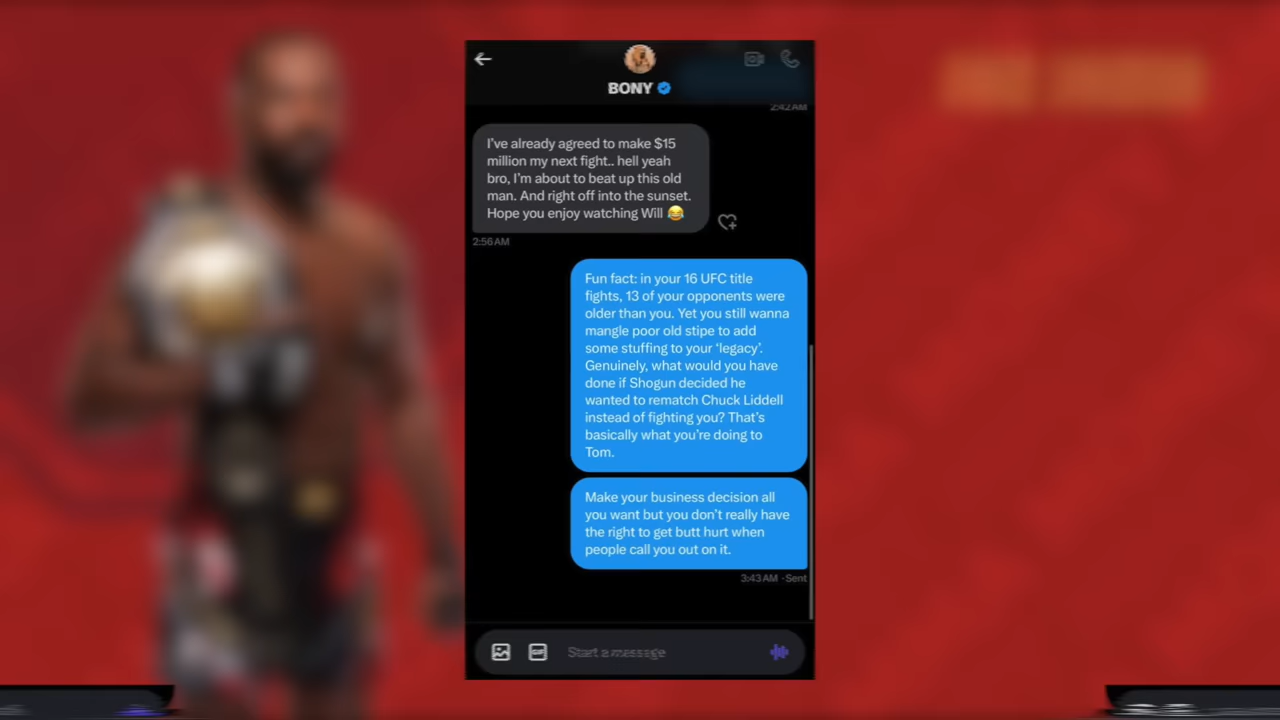 BONY
2:42AM
I've already agreed to make $15
million my next fight.. hell yeah
bro, I'm about to beat up this old
man. And right off into the sunset.
Hope you enjoy watching Will 😂
2:56AM
Fun fact: in your 16 UFC title
fights, 13 of your opponents were
older than you. Yet you still wanna
mangle poor old stipe to add
some stuffing to your ‘legacy’.
Genuinely, what would you have
done if Shogun decided he
wanted to rematch Chuck Liddell
instead of fighting you? That’s
basically what you’re doing to
Tom.
Make your business decision all
you want but you don’t really have
the right to get butt hurt when
people call you out on it.
3:43AM · Sent
GIF
Start a message